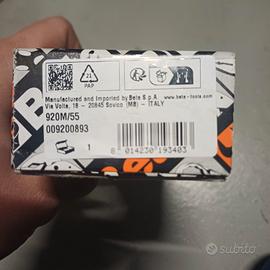 21
PAP
Manufactured and Imported by Beta S.p.A. www.beta-tools.com
Via Volta, 18 - 20845 Sovico (MB) - ITALY
920M/55
009200893
1
8 014230 193403
subito